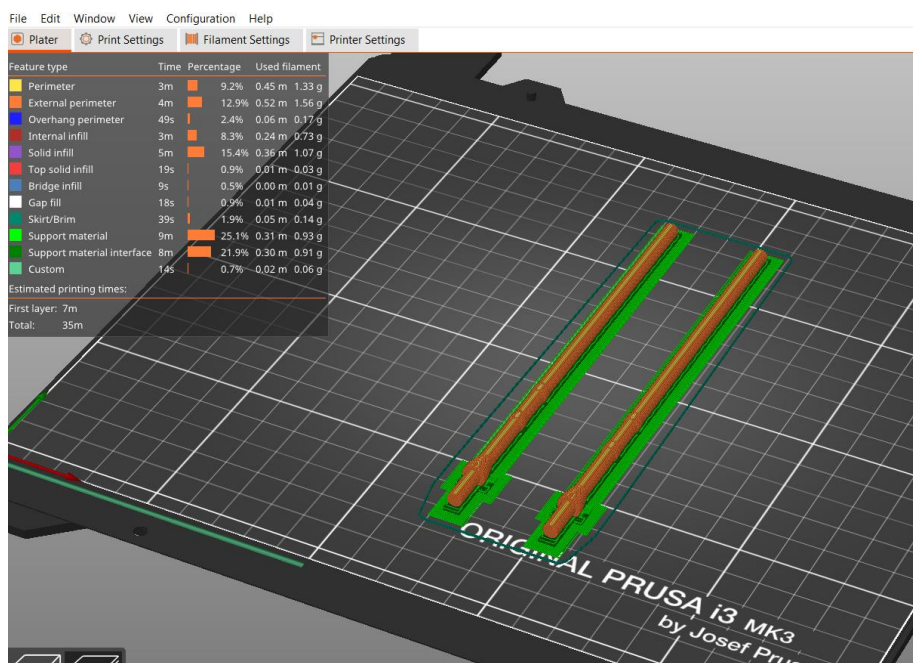 File Edit Window View Configuration Help
Plater Print Settings Filament Settings Printer Settings
Feature type Time Percentage Used filament
Perimeter 3m 9.2% 0.45 m 1.33 g
External perimeter 4m 12.9% 0.52 m 1.56 g
Overhang perimeter 49s 2.4% 0.06 m 0.17 g
Internal infill 3m 8.3% 0.24 m 0.73 g
Solid infill 5m 15.4% 0.36 m 1.07 g
Top solid infill 19s 0.9% 0.01 m 0.03 g
Bridge infill 9s 0.5% 0.00 m 0.01 g
Gap fill 18s 0.9% 0.01 m 0.04 g
Skirt/Brim 39s 1.9% 0.05 m 0.14 g
Support material 9m 25.1% 0.31 m 0.93 g
Support material interface 8m 21.9% 0.30 m 0.91 g
Custom 14s 0.7% 0.02 m 0.06 g
Estimated printing times:
First layer: 7m
Total: 35m
ORIGINAL PRUSA i3 MK3
by Josef Pru